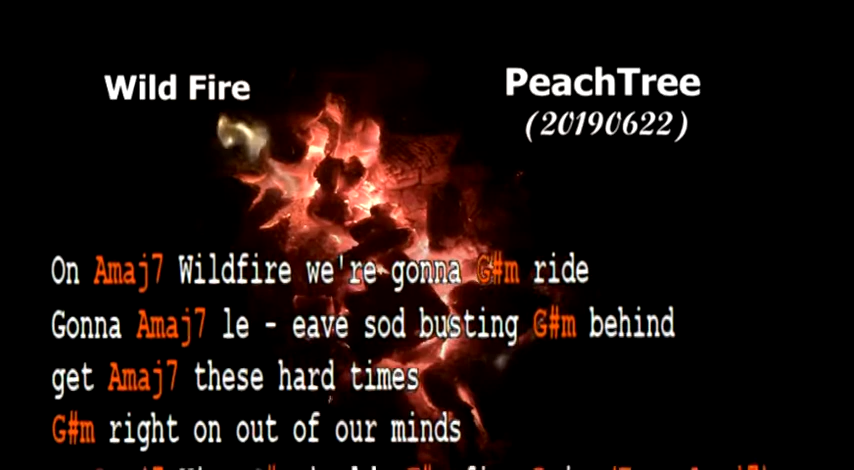 Wild Fire
PeachTree
(20190622)
On Amaj7 Wildfire we're gonna G#m ride
Gonna Amaj7 le - eave sod busting G#m behind
get Amaj7 these hard times
G#m right on out of our minds